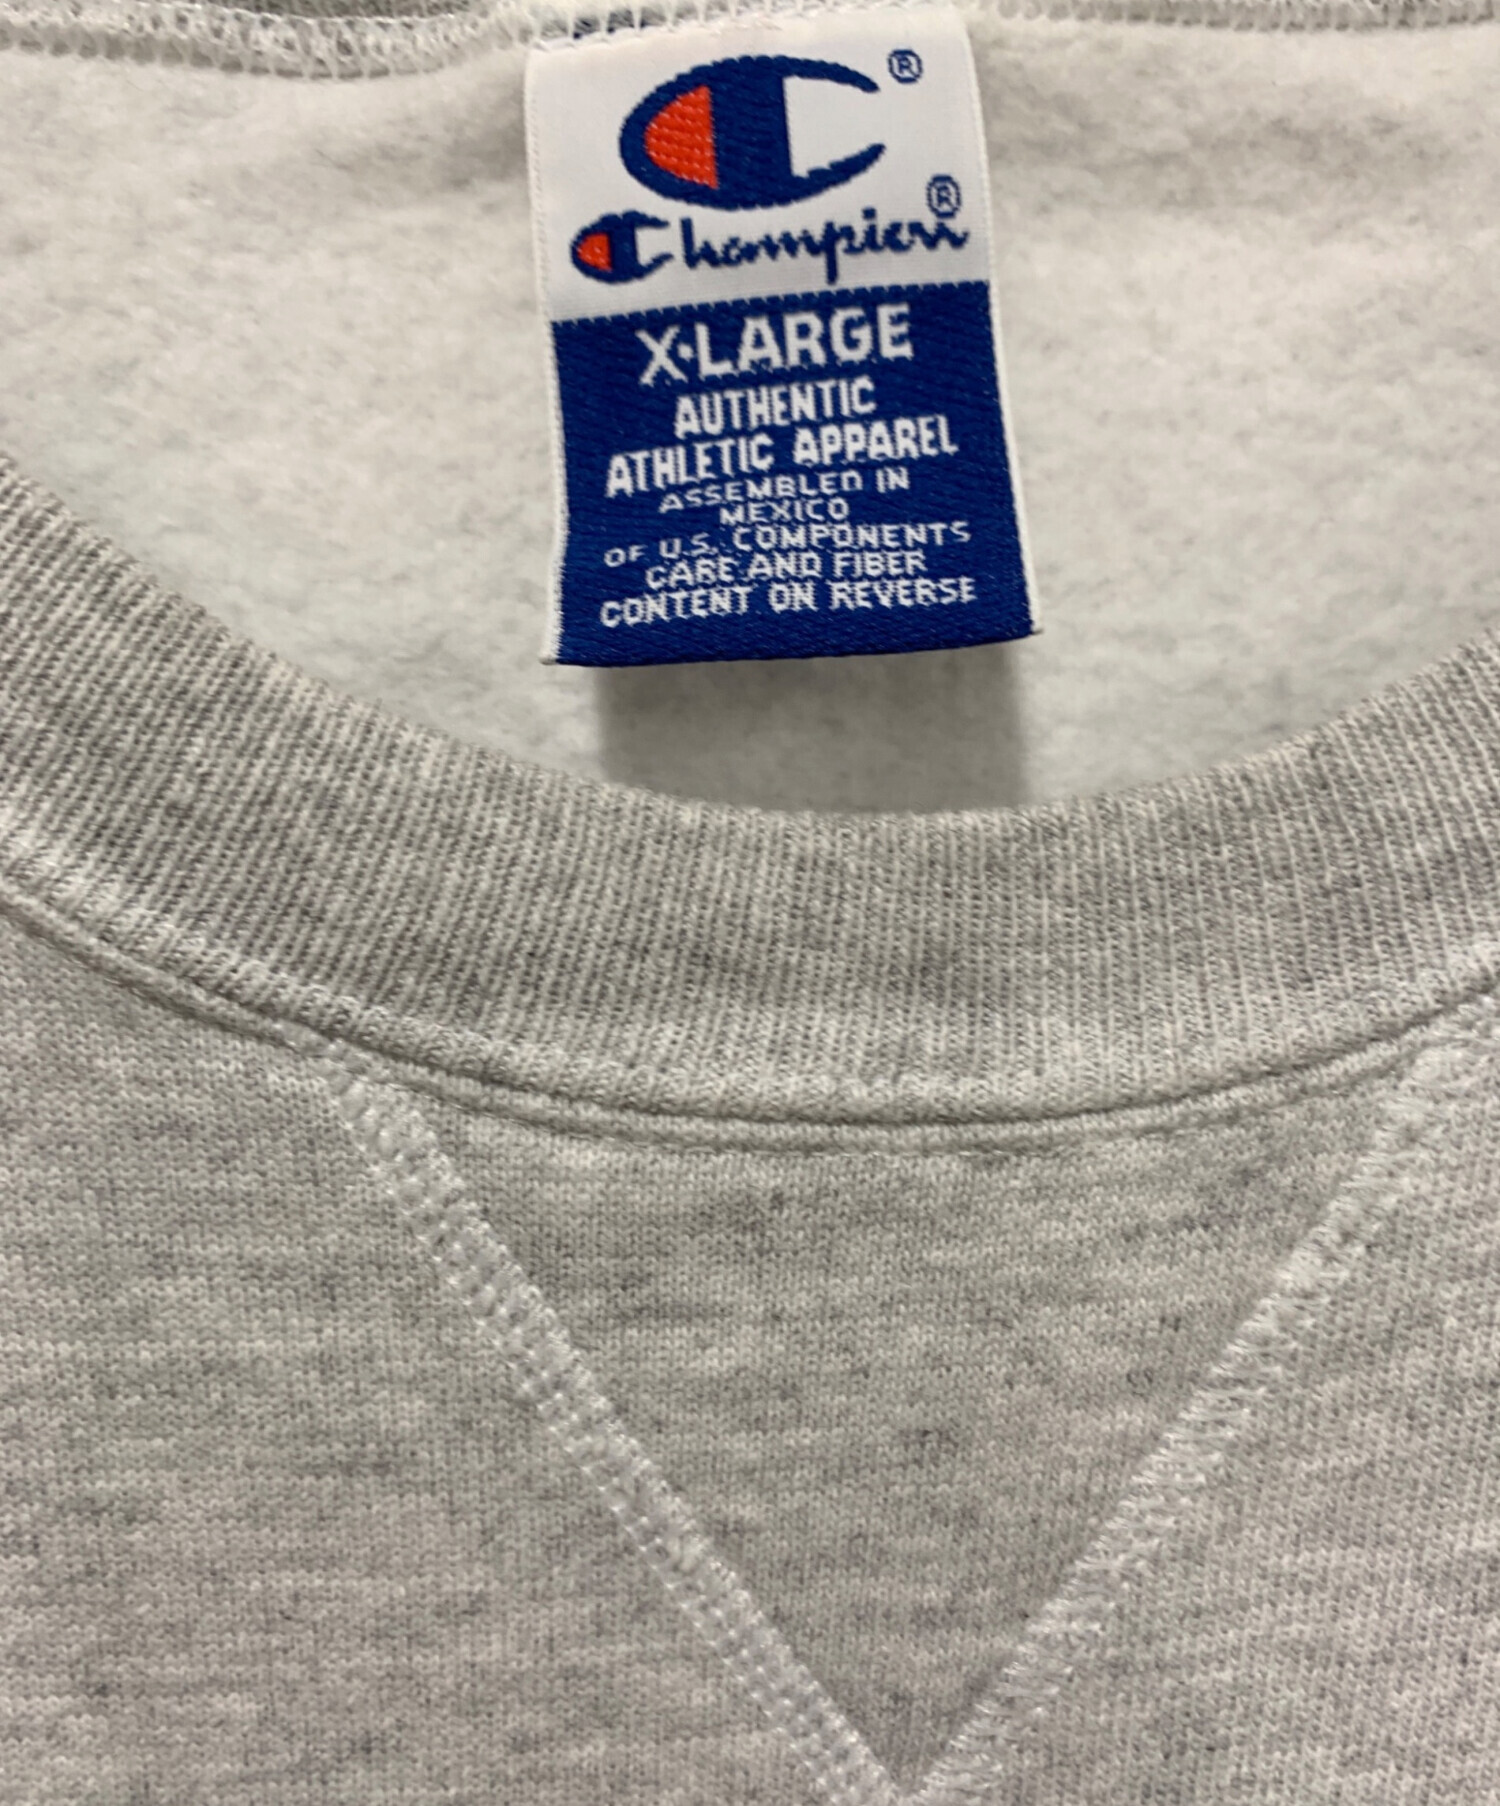 ®
Champion®
X-LARGE
AUTHENTIC
ATHLETIC APPAREL
ASSEMBLED IN
MEXICO
OF U.S. COMPONENTS
CARE AND FIBER
CONTENT ON REVERSE